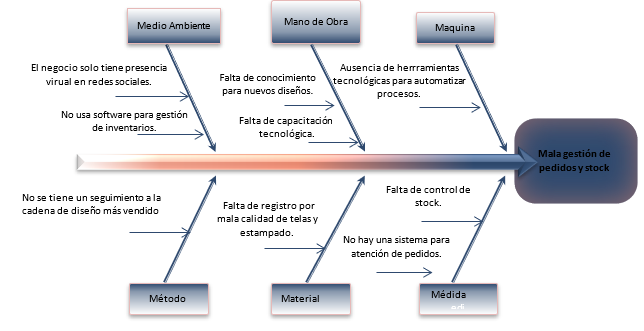 Medio Ambiente
Mano de Obra
Maquina
El negocio solo tiene presencia
virual en redes sociales.
No usa software para gestión
de inventarios.
Falta de conocimiento
para nuevos diseños.
Falta de capacitación
tecnológica.
Ausencia de herrramientas
tecnológicas para automatizar
procesos.
Mala gestión de
pedidos y stock
No se tiene un seguimiento a la
cadena de diseño más vendido
Falta de registro por
mala calidad de telas y
estampado.
Falta de control de
stock.
No hay una sistema para
atención de pedidos.
Método
Material
Médida